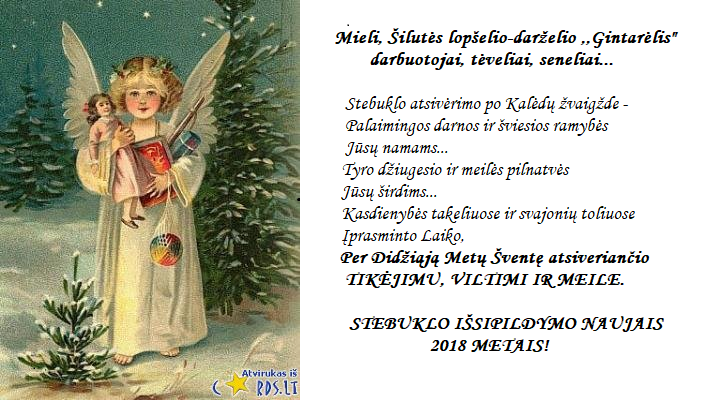 Mieli, Šilutės lopšelio-darželio ,,Gintarėlis"
darbuotojai, tėveliai, seneliai...
Stebuklo atsivėrimo po Kalėdų žvaigžde -
Palaimingos darnos ir šviesios ramybės
Jūsų namams...
Tyro džiugesio ir meilės pilnatvės
Jūsų širdims...
Kasdienybės takeliuose ir svajonių toliuose
Įprasminto Laiko,
Per Didžiąją Metų Šventę atsiveriančio
TIKĖJIMU, VILTIMI IR MEILE.
STEBUKLO IŠSIPILDYMO NAUJAIS
2018 METAIS!
Atvirukas iš
C RDS.LT